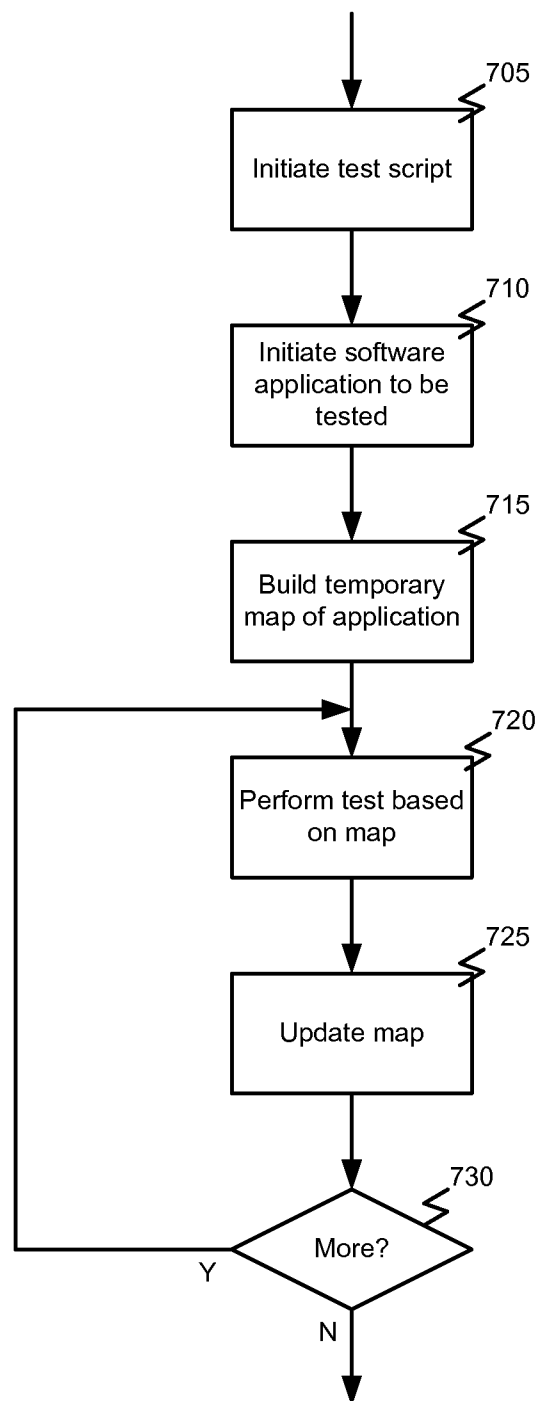 705
Initiate test script
710
Initiate software
application to be
tested
715
Build temporary
map of application
720
Perform test based
on map
725
Update map
730
More?
Y
N